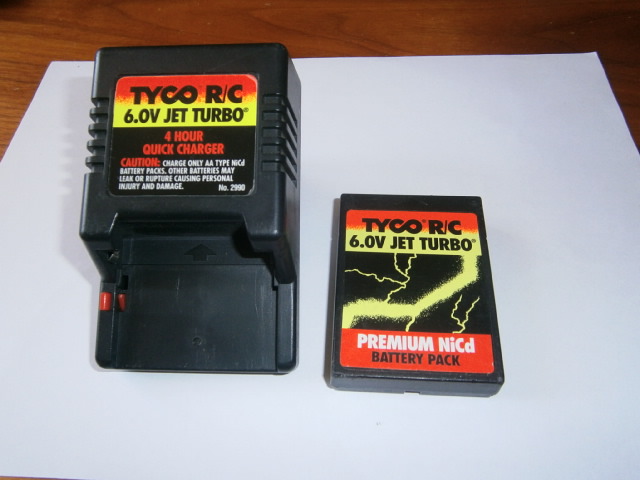 TYCO R/C
6.0V JET TURBO®
4 HOUR
QUICK CHARGER
CAUTION: CHARGE ONLY AA TYPE NiCd
BATTERY PACKS. OTHER BATTERIES MAY
LEAK OR RUPTURE CAUSING PERSONAL
INJURY AND DAMAGE. No. 2990
TYCO® R/C
6.0V JET TURBO®
PREMIUM NiCd
BATTERY PACK